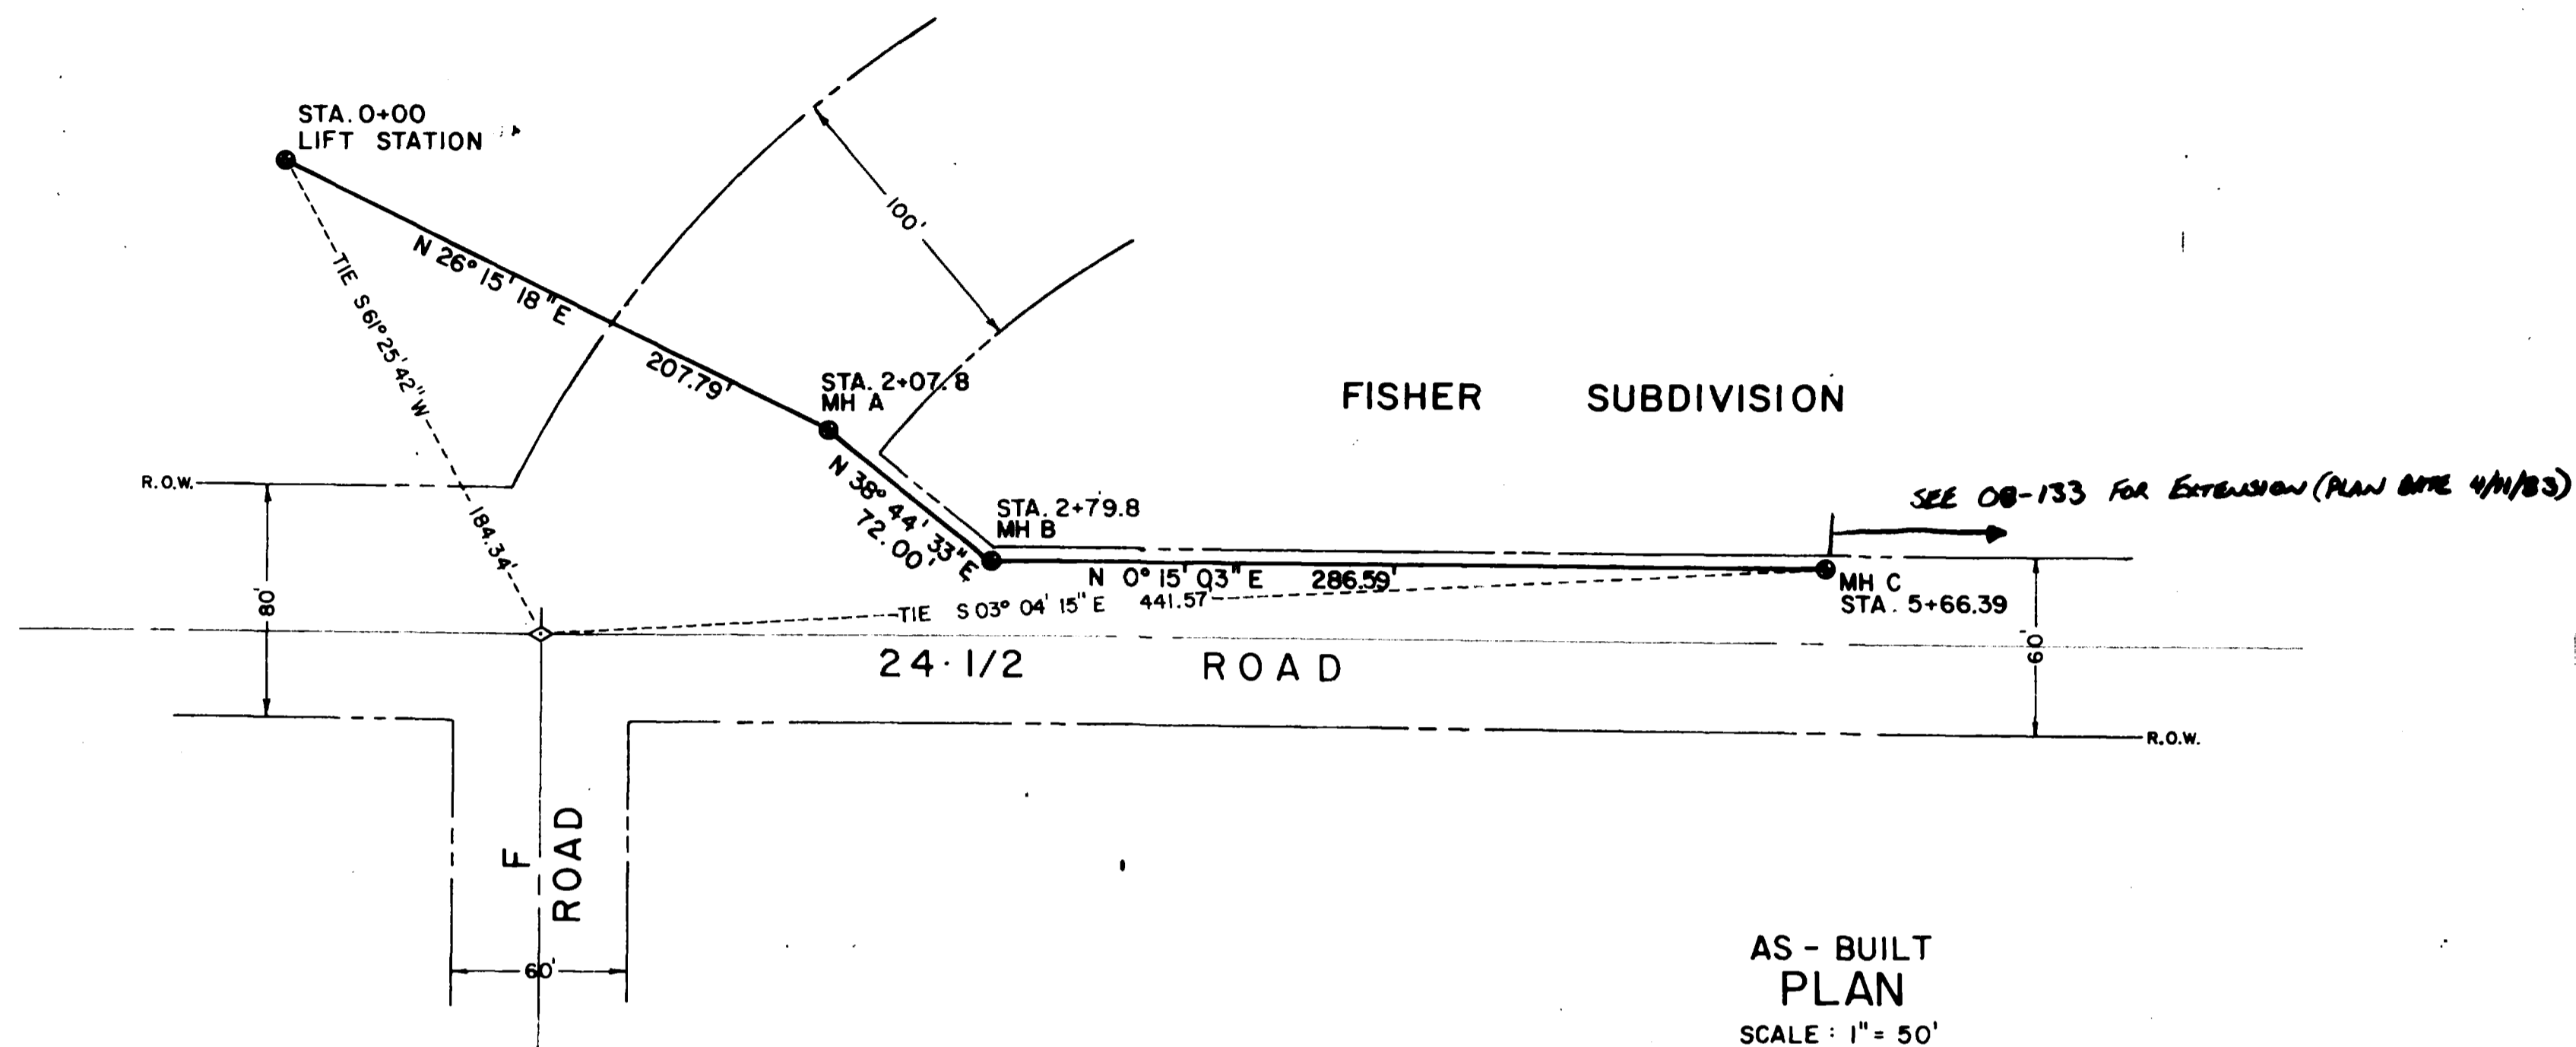 STA. 0+00
LIFT STATION
N 26° 15' 18" E
207.79'
TIE S 61° 25' 42" W
184.34'
100'
STA. 2+07.8
MH A
N 38° 44' 33" E
72.00'
STA. 2+79.8
MH B
FISHER SUBDIVISION
SEE 08-133 FOR EXTENSION (PLAN DATE 4/11/83)
R.O.W.
80'
N 0° 15' 03" E 286.59'
TIE S 03° 04' 15" E 441.57'
MH C
STA. 5+66.39
24 · 1/2 ROAD
60'
R.O.W.
F
ROAD
60'
AS - BUILT
PLAN
SCALE : 1" = 50'